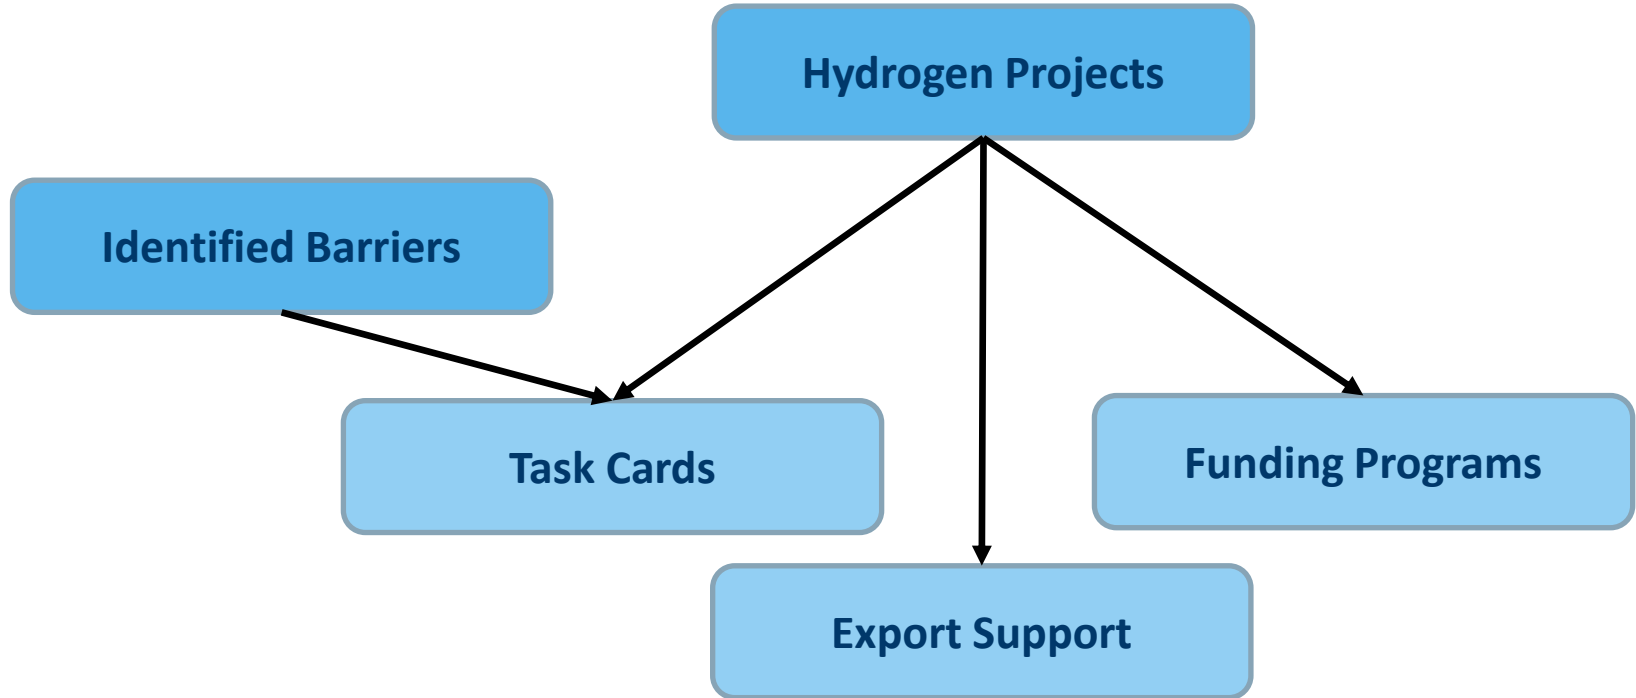 Hydrogen Projects
Identified Barriers
Task Cards
Funding Programs
Export Support